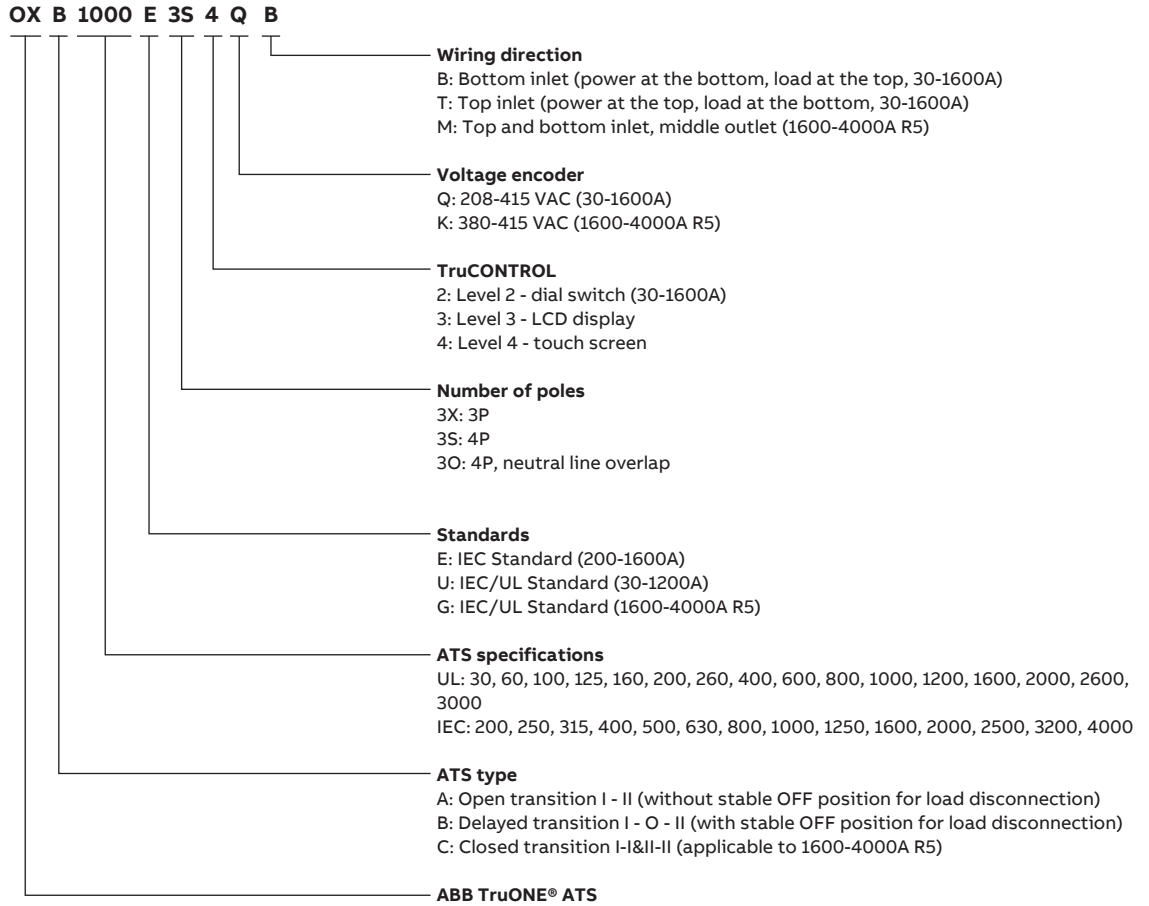 OX B 1000 E 3S 4 Q B
Wiring direction
B: Bottom inlet (power at the bottom, load at the top, 30-1600A)
T: Top inlet (power at the top, load at the bottom, 30-1600A)
M: Top and bottom inlet, middle outlet (1600-4000A R5)
Voltage encoder
Q: 208-415 VAC (30-1600A)
K: 380-415 VAC (1600-4000A R5)
TruCONTROL
2: Level 2 - dial switch (30-1600A)
3: Level 3 - LCD display
4: Level 4 - touch screen
Number of poles
3X: 3P
3S: 4P
3O: 4P, neutral line overlap
Standards
E: IEC Standard (200-1600A)
U: IEC/UL Standard (30-1200A)
G: IEC/UL Standard (1600-4000A R5)
ATS specifications
UL: 30, 60, 100, 125, 160, 200, 260, 400, 600, 800, 1000, 1200, 1600, 2000, 2600,
3000
IEC: 200, 250, 315, 400, 500, 630, 800, 1000, 1250, 1600, 2000, 2500, 3200, 4000
ATS type
A: Open transition I - II (without stable OFF position for load disconnection)
B: Delayed transition I - O - II (with stable OFF position for load disconnection)
C: Closed transition I-I&II-II (applicable to 1600-4000A R5)
ABB TruONE® ATS